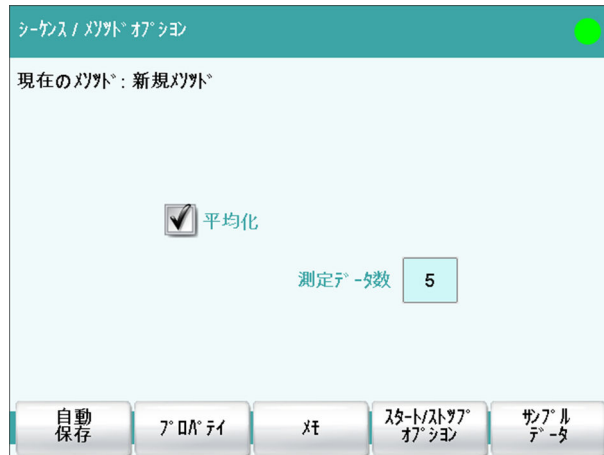 ｼｰｹﾝｽ / ﾒｿｯﾄﾞ ｵﾌﾟｼｮﾝ
現在のﾒｿｯﾄﾞ: 新規ﾒｿｯﾄﾞ
平均化
測定ﾃﾞｰﾀ数 5
自動
保存
ﾌﾟﾛﾊﾟﾃｲ
ﾒﾓ
ｽﾀｰﾄ/ｽﾄｯﾌﾟ
ｵﾌﾟｼｮﾝ
ｻﾝﾌﾟﾙ
ﾃﾞｰﾀ